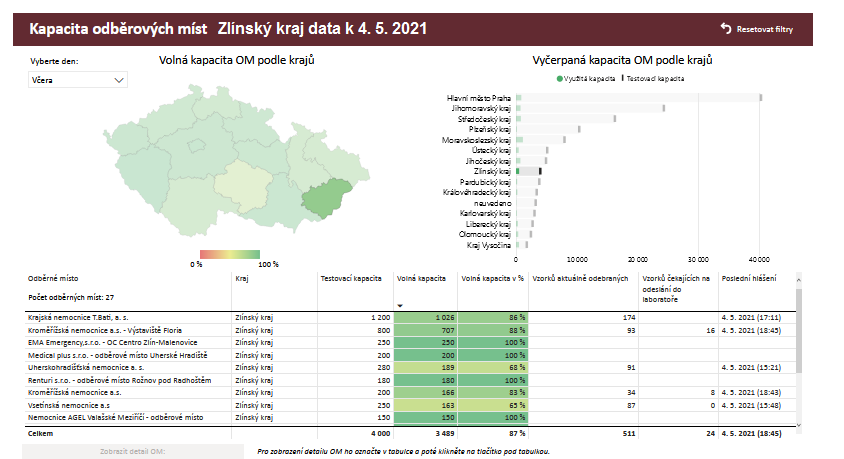 Kapacita odběrových míst Zlínský kraj data k 4. 5. 2021
Resetovat filtry
Vyberte den:
Včera
Volná kapacita OM podle krajů
0 % 100 %
Vyčerpaná kapacita OM podle krajů
Využitá kapacita Testovací kapacita
Hlavní město Praha
Jihomoravský kraj
Středočeský kraj
Plzeňský kraj
Moravskoslezský kraj
Ústecký kraj
Jihočeský kraj
Zlínský kraj
Pardubický kraj
Královéhradecký kraj
neuvedeno
Karlovarský kraj
Liberecký kraj
Olomoucký kraj
Kraj Vysočina
0 10 000 20 000 30 000 40 000
Odběrné místo Kraj Testovací kapacita Volná kapacita Volná kapacita v % Vzorků aktuálně odebraných Vzorků čekajících na odeslání do laboratoře Poslední hlášení
Počet odběrných míst: 27
Krajská nemocnice T.Bati, a. s. Zlínský kraj 1 200 1 026 86 % 174 4. 5. 2021 (17:11)
Kroměřížská nemocnice a.s. - Výstaviště Floria Zlínský kraj 800 707 88 % 93 16 4. 5. 2021 (18:45)
EMA Emergency,s.r.o. - OC Centro Zlín-Malenovice Zlínský kraj 250 250 100 %
Medical plus s.r.o. - odběrové místo Uherské Hradiště Zlínský kraj 200 200 100 %
Uherskohradišťská nemocnice a. s. Zlínský kraj 280 189 68 % 91 4. 5. 2021 (15:21)
Renturi s.r.o. - odběrové místo Rožnov pod Radhoštěm Zlínský kraj 180 180 100 %
Kroměřížská nemocnice a.s. Zlínský kraj 200 166 83 % 34 8 4. 5. 2021 (18:43)
Vsetínská nemocnice a.s Zlínský kraj 250 163 65 % 87 0 4. 5. 2021 (15:48)
Nemocnice AGEL Valašské Meziříčí - odběrové místo Zlínský kraj 150 150 100 %
Celkem 4 000 3 489 87 % 511 24 4. 5. 2021 (18:45)
Zobrazit detail OM:
Pro zobrazení detailu OM ho označte v tabulce a poté klikněte na tlačítko pod tabulkou.